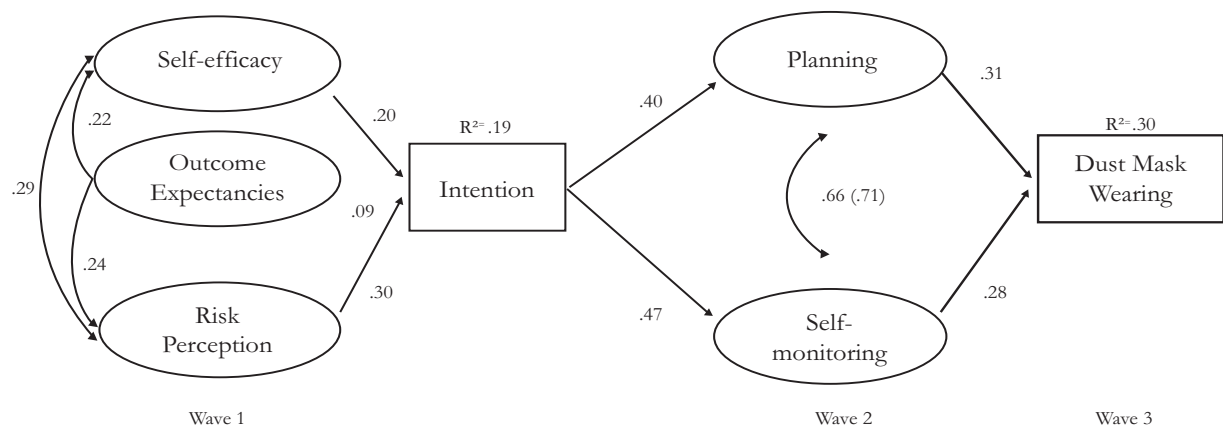 Self-efficacy
.22
.29
Outcome
Expectancies
.24
Risk
Perception
.20
.09
.30
R²= .19
Intention
.40
.47
Planning
.66 (.71)
Self-
monitoring
.31
.28
R²= .30
Dust Mask
Wearing
Wave 1
Wave 2
Wave 3